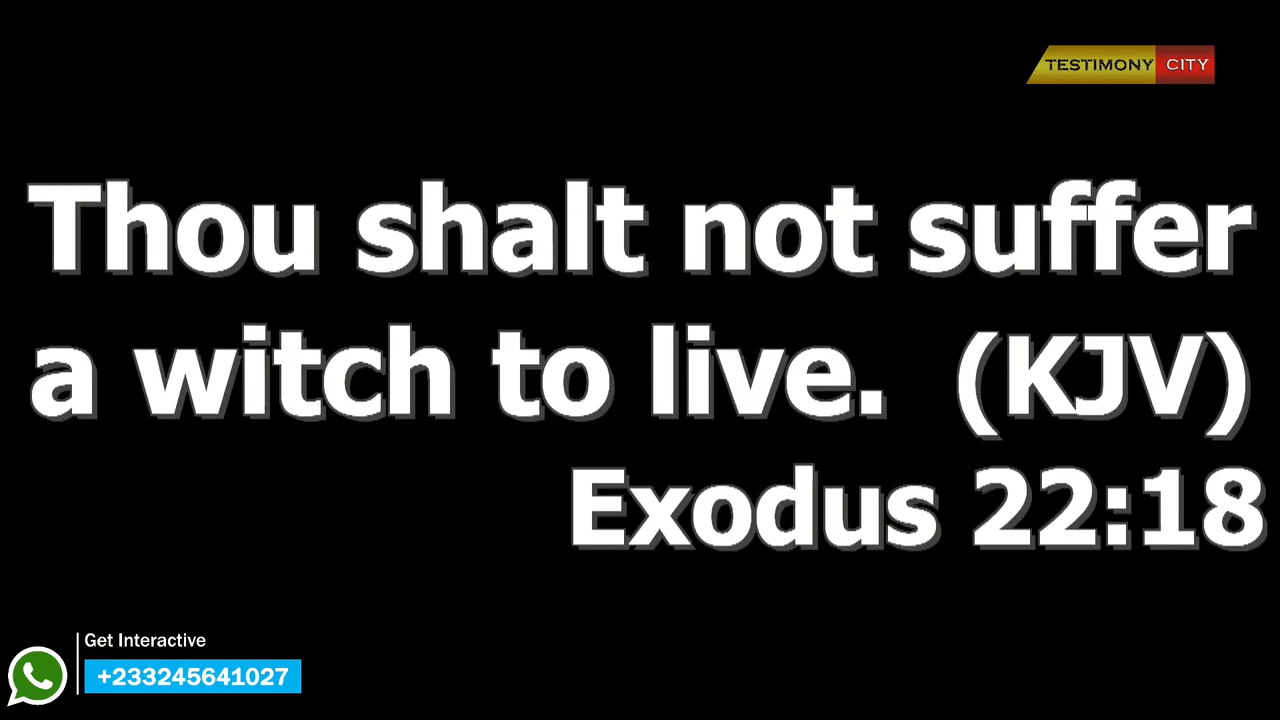 TESTIMONY CITY
Thou shalt not suffer
a witch to live. (KJV)
Exodus 22:18
Get Interactive
+233245641027